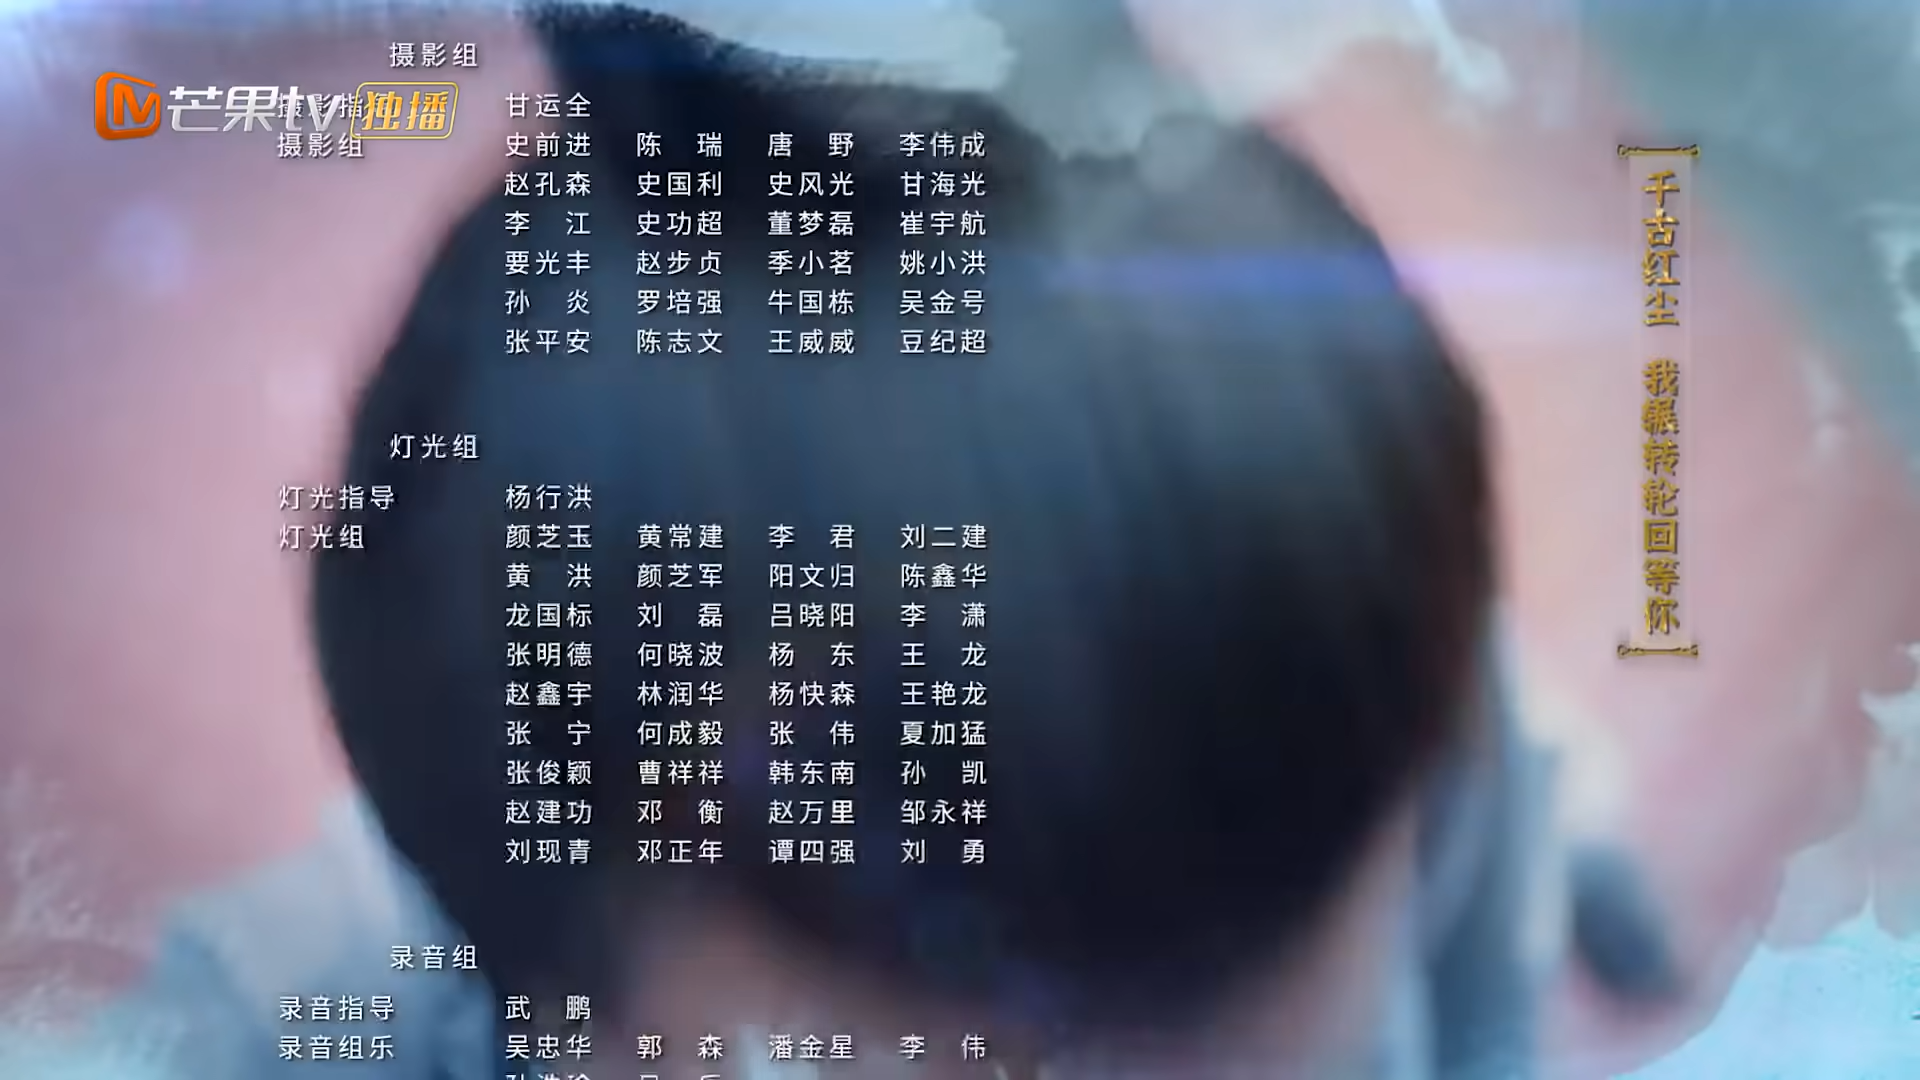 摄影组
芒果tv 独播
甘运全
摄影组 史前进 陈 瑞 唐 野 李伟成
赵孔森 史国利 史风光 甘海光
李 江 史功超 董梦磊 崔宇航
要光丰 赵步贞 季小茗 姚小洪
孙 炎 罗培强 牛国栋 吴金号
张平安 陈志文 王威威 豆纪超
灯光组
灯光指导 杨行洪
灯光组 颜芝玉 黄常建 李 君 刘二建
黄 洪 颜芝军 阳文归 陈鑫华
龙国标 刘 磊 吕晓阳 李 潇
张明德 何晓波 杨 东 王 龙
赵鑫宇 林润华 杨快森 王艳龙
张 宁 何成毅 张 伟 夏加猛
张俊颖 曹祥祥 韩东南 孙 凯
赵建功 邓 衡 赵万里 邹永祥
刘现青 邓正年 谭四强 刘 勇
录音组
录音指导 武 鹏
录音组乐 吴忠华 郭 森 潘金星 李 伟
千古红尘 我辗转轮回等你